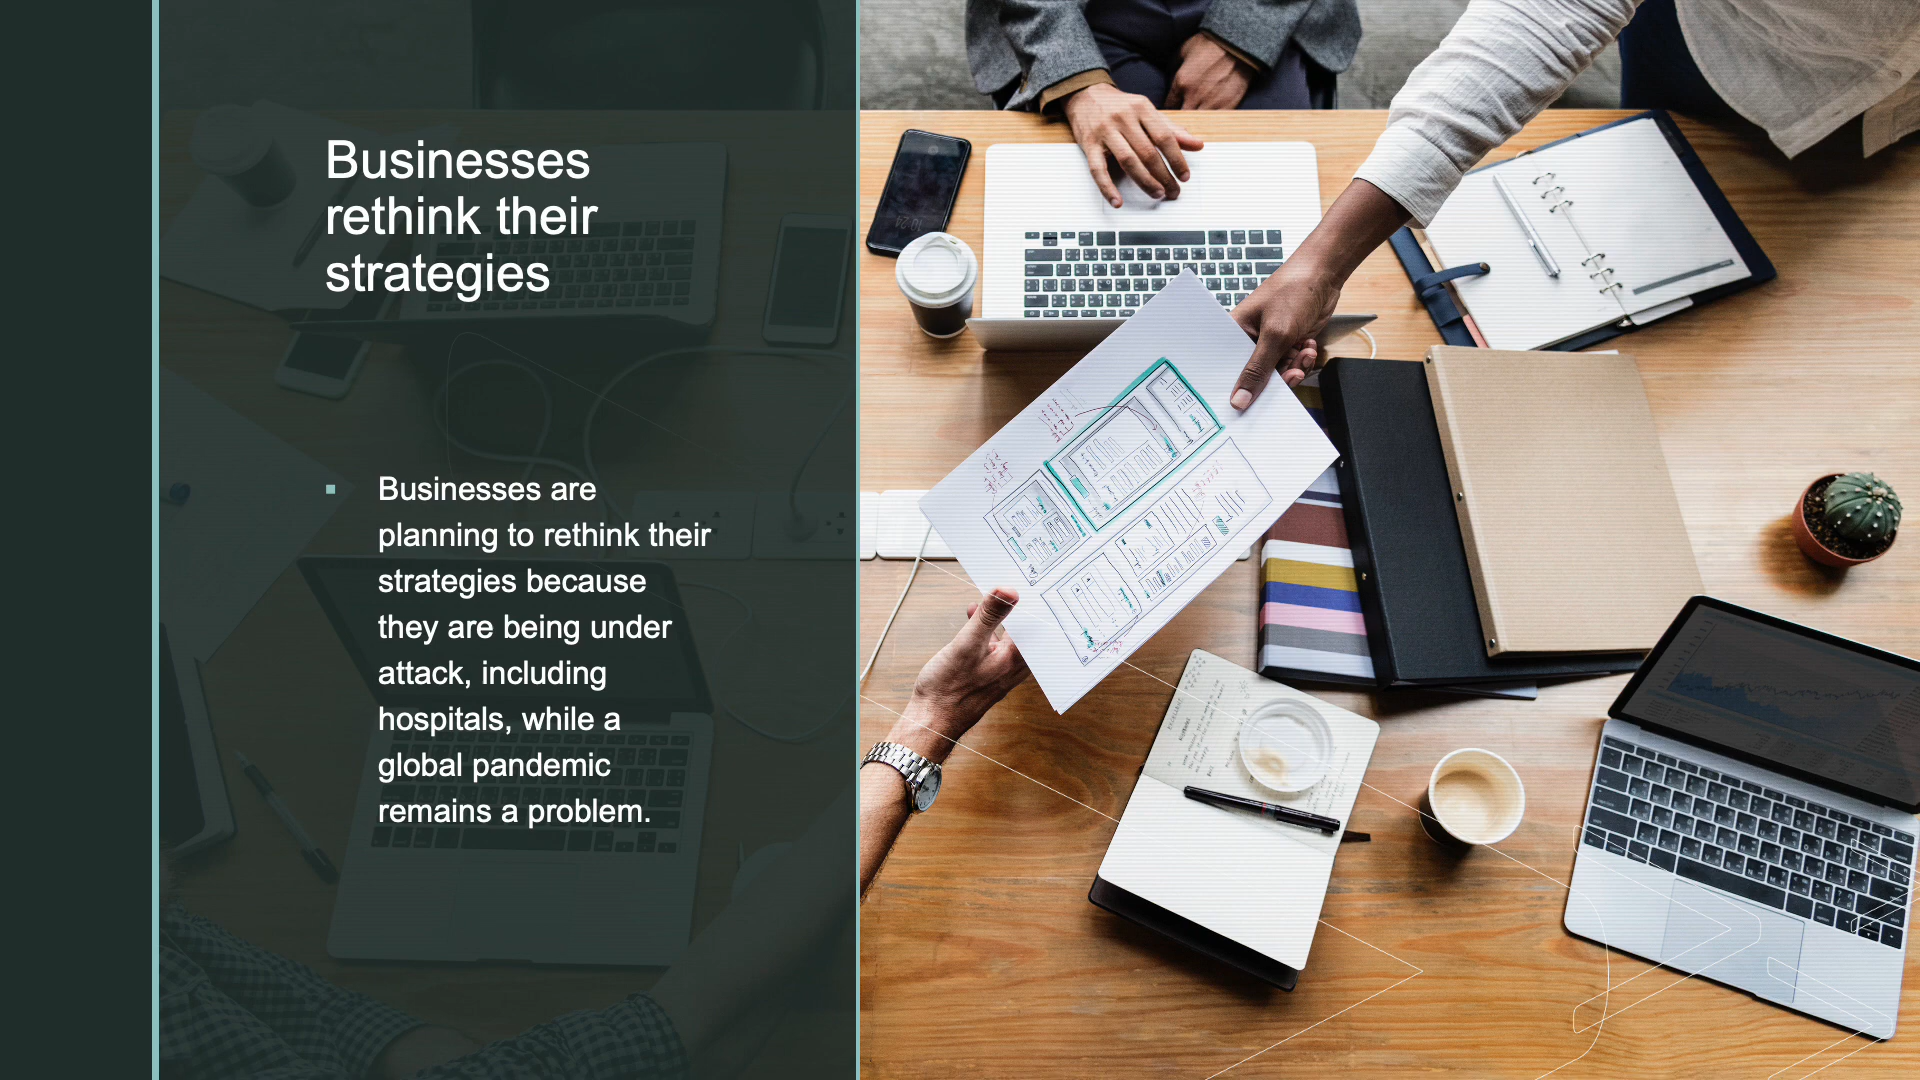 Businesses
rethink their
strategies
Businesses are
planning to rethink their
strategies because
they are being under
attack, including
hospitals, while a
global pandemic
remains a problem.